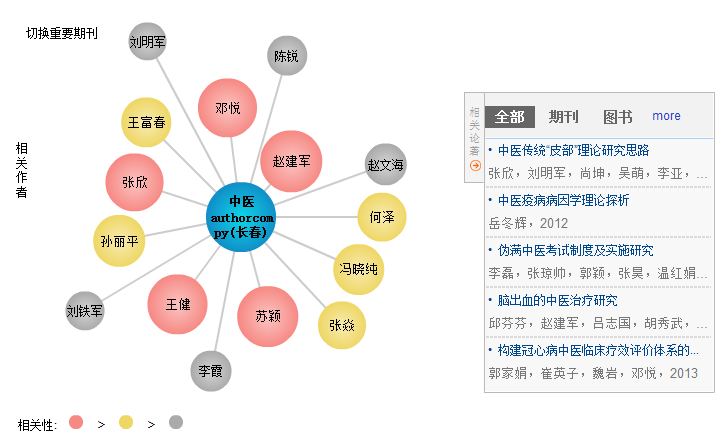 切换重要期刊
刘明军
陈锐
邓悦
王富春
赵建军
赵文海
相关作者
张欣
中医
authorcom
py(长春)
何泽
孙丽平
冯晓纯
刘铁军
王健
苏颖
张焱
李霞
相关性: > >
相关论著
全部 期刊 图书 more
• 中医传统“皮部”理论研究思路
张欣，刘明军，尚坤，吴萌，李亚，...
• 中医疫病病因学理论探析
岳冬辉，2012
• 伪满中医考试制度及实施研究
李磊，张琼帅，郭颖，张昊，温红娟...
• 脑出血的中医治疗研究
邱芬芬，赵建军，吕志国，胡秀武，...
• 构建冠心病中医临床疗效评价体系的...
郭家娟，崔英子，魏岩，邓悦，2013